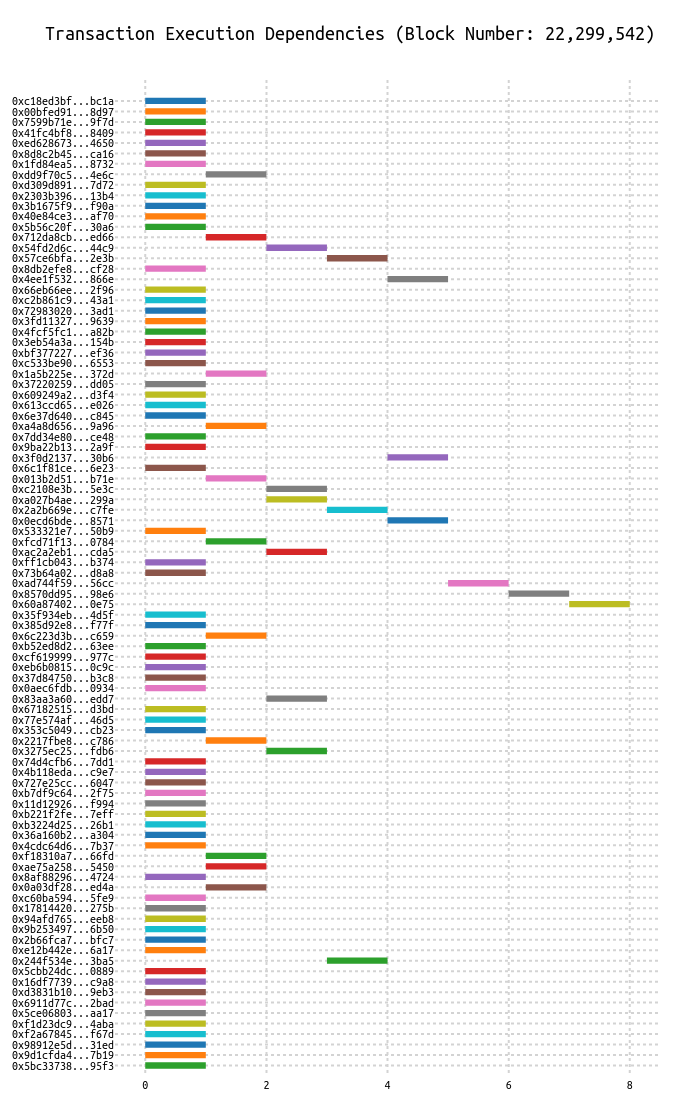 Transaction Execution Dependencies (Block Number: 22,299,542)
0xc18ed3bf...bc1a
0x00bfed91...8d97
0x7599b71e...9f7d
0x41fc4bf8...8409
0xed628673...4650
0x8d8c2b45...ca16
0x1fd84ea5...8732
0xdd9f70c5...4e6c
0xd309d891...7d72
0x2303b396...13b4
0x3b1675f9...f90a
0x40e84ce3...af70
0x5b56c20f...30a6
0x712da8cb...ed66
0x54fd2d6c...44c9
0x57ce6bfa...2e3b
0x8db2efe8...cf28
0x4ee1f532...866e
0x66eb66ee...2f96
0xc2b861c9...43a1
0x72983020...3ad1
0x3fd11327...9639
0x4fcf5fc1...a82b
0x3eb54a3a...154b
0xbf377227...ef36
0xc533be90...6553
0x1a5b225e...372d
0x37220259...dd05
0x609249a2...d3f4
0x613ccd65...e026
0x6e37d640...c845
0xa4a8d656...9a96
0x7dd34e80...ce48
0x9ba22b13...2a9f
0x3f0d2137...30b6
0x6c1f81ce...6e23
0x013b2d51...b71e
0xc2108e3b...5e3c
0xa027b4ae...299a
0x2a2b669e...c7fe
0x0ecd6bde...8571
0x533321e7...50b9
0xfcd71f13...0784
0xac2a2eb1...cda5
0xff1cb043...b374
0x73b64a02...d8a8
0xad744f59...56cc
0x8570dd95...98e6
0x60a87402...0e75
0x35f934eb...4d5f
0x385d92e8...f77f
0x6c223d3b...c659
0xb52ed8d2...63ee
0xcf619999...977c
0xeb6b0815...0c9c
0x37d84750...b3c8
0x0aec6fdb...0934
0x83aa3a60...edd7
0x67182515...d3bd
0x77e574af...46d5
0x353c5049...cb23
0x2217fbe8...c786
0x3275ec25...fdb6
0x74d4cfb6...7dd1
0x4b118eda...c9e7
0x727e25cc...6047
0xb7df9c64...2f75
0x11d12926...f994
0xb221f2fe...7eff
0xb3224d25...26b1
0x36a160b2...a304
0x4cdc64d6...7b37
0xf18310a7...66fd
0xae75a258...5450
0x8af88296...4724
0x0a03df28...ed4a
0xc60ba594...5fe9
0x17814420...275b
0x94afd765...eeb8
0x9b253497...6b50
0x2b66fca7...bfc7
0xe12b442e...6a17
0x244f534e...3ba5
0x5cbb24dc...0889
0x16df7739...c9a8
0xd3831b10...9eb3
0x6911d77c...2bad
0x5ce06803...aa17
0xf1d23dc9...4aba
0xf2a67845...f67d
0x98912e5d...31ed
0x9d1cfda4...7b19
0x5bc33738...95f3
0 2 4 6 8